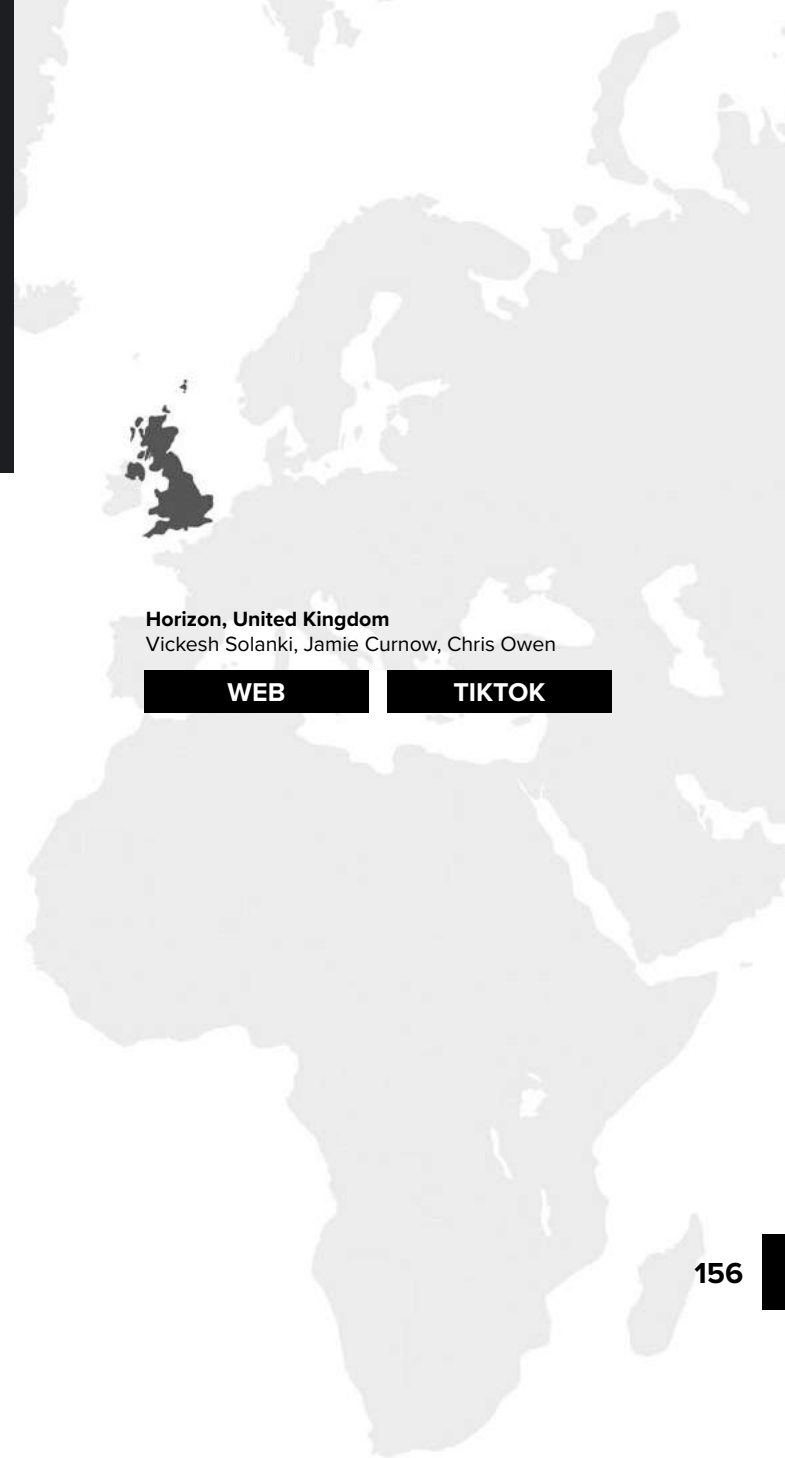 Horizon, United Kingdom
Vickesh Solanki, Jamie Curnow, Chris Owen
WEB
TIKTOK
156